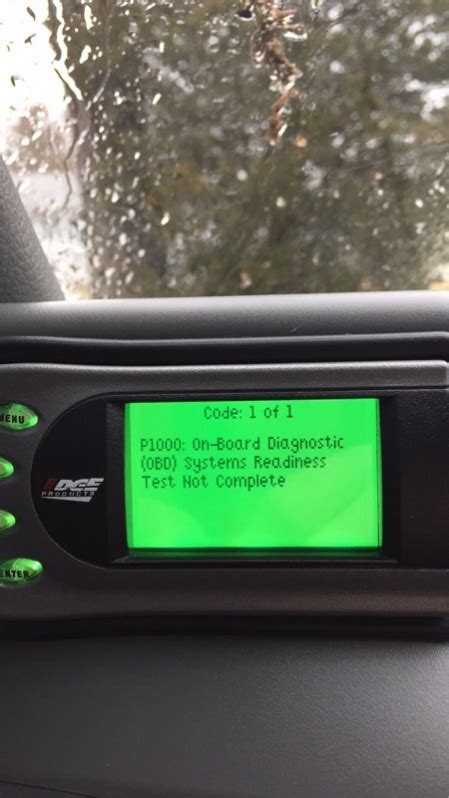 Code: 1 of 1
MENU
P1000: On-Board Diagnostic
(OBD) Systems Readiness
Test Not Complete
EDGE
PRODUCTS
ENTER